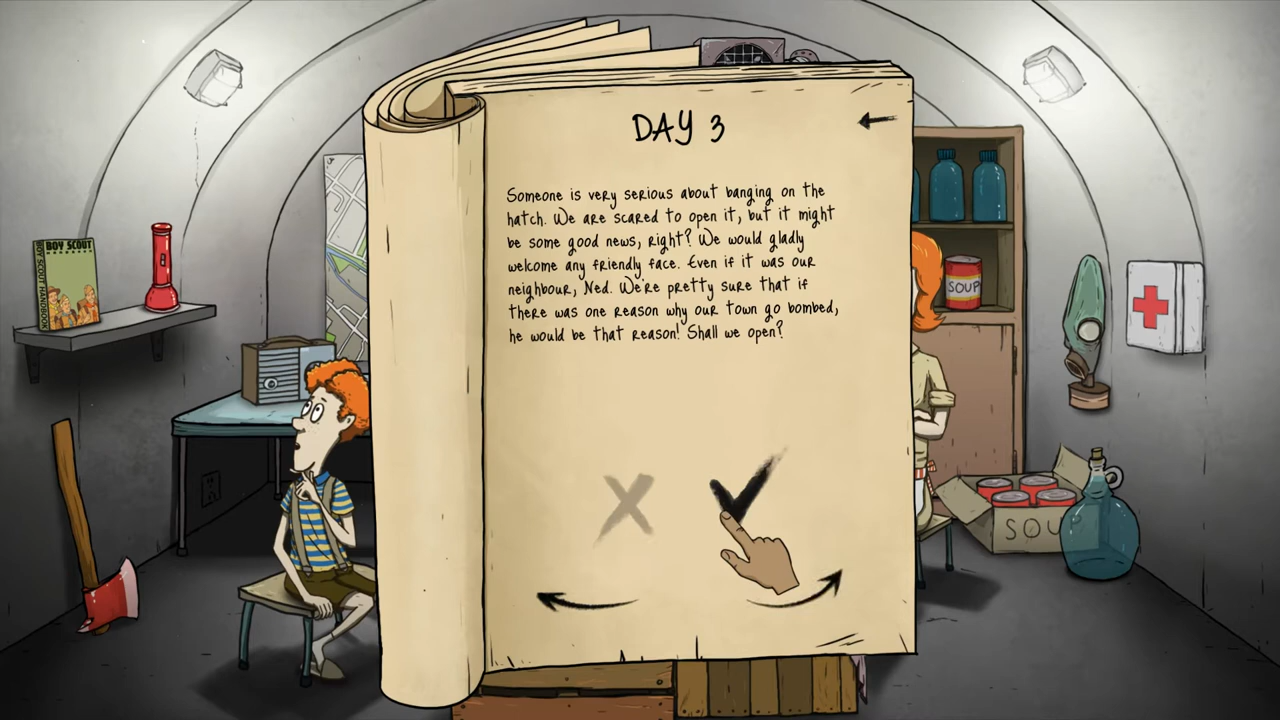 DAY 3
Someone is very serious about banging on the
hatch. We are scared to open it, but it might
be some good news, right? We would gladly
welcome any friendly face. Even if it was our
neighbour, Ned. We're pretty sure that if
there was one reason why our town go bombed,
he would be that reason! Shall we open?
BOY SCOUT
BOY SCOUT HANDBOOK
SOUP
SOUP